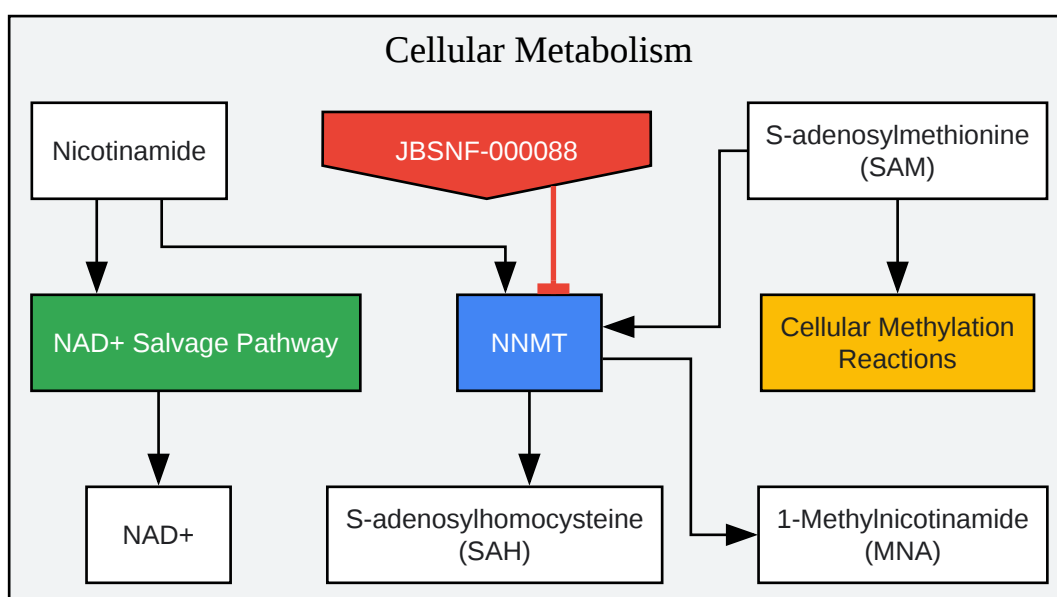 Cellular Metabolism
Nicotinamide
JBSNF-000088
S-adenosylmethionine
(SAM)
NAD+ Salvage Pathway
NNMT
Cellular Methylation
Reactions
NAD+
S-adenosylhomocysteine
(SAH)
1-Methylnicotinamide
(MNA)